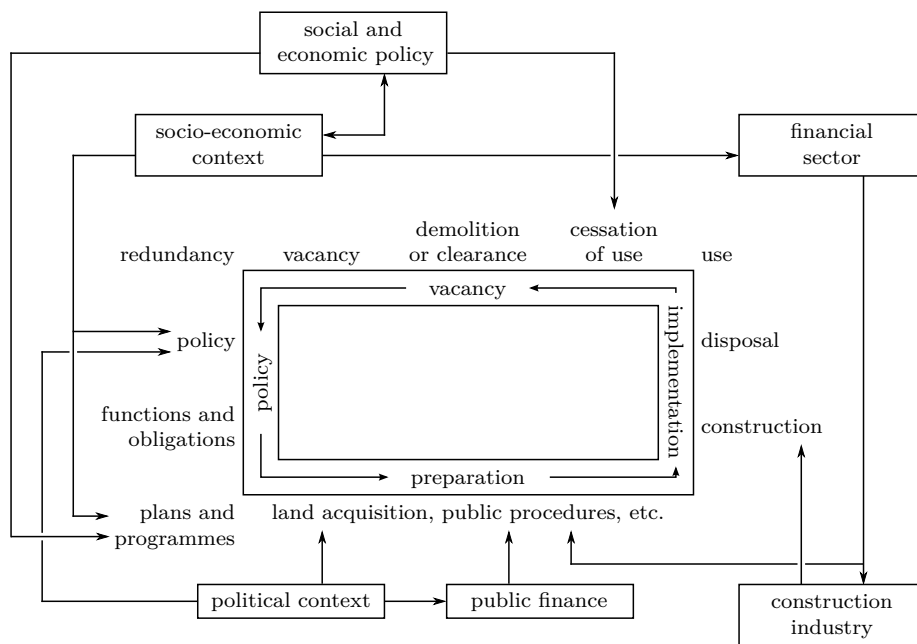 social and
economic policy
socio-economic
context
financial
sector
demolition
or clearance
cessation
of use
redundancy
vacancy
use
vacancy
policy
policy
implementation
disposal
functions and
obligations
construction
preparation
plans and
programmes
land acquisition, public procedures, etc.
political context
public finance
construction
industry